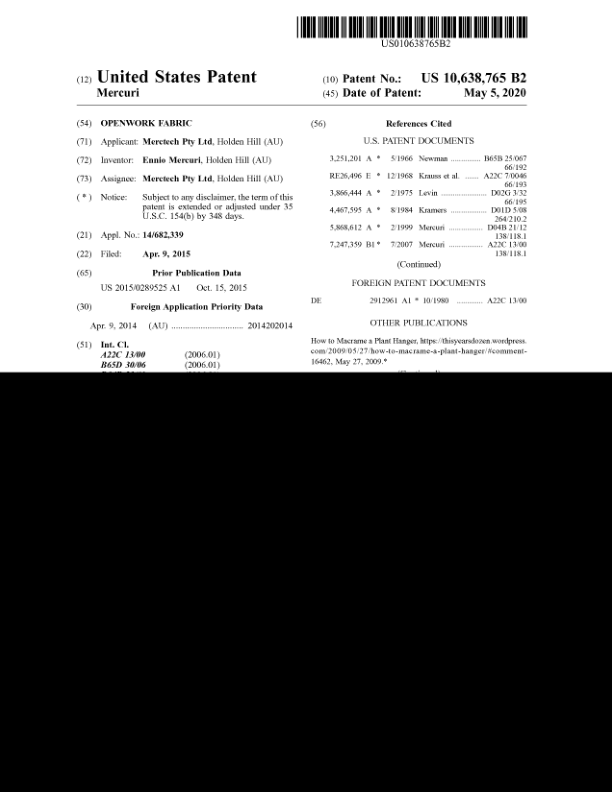 US010638765B2
(12) United States Patent
Mercuri
(10) Patent No.: US 10,638,765 B2
(45) Date of Patent: May 5, 2020
(54) OPENWORK FABRIC
(71) Applicant: Merctech Pty Ltd, Holden Hill (AU)
(72) Inventor: Ennio Mercuri, Holden Hill (AU)
(73) Assignee: Merctech Pty Ltd, Holden Hill (AU)
( * ) Notice: Subject to any disclaimer, the term of this
patent is extended or adjusted under 35
U.S.C. 154(b) by 348 days.
(21) Appl. No.: 14/682,339
(22) Filed: Apr. 9, 2015
(65) Prior Publication Data
US 2015/0289525 A1 Oct. 15, 2015
(30) Foreign Application Priority Data
Apr. 9, 2014 (AU) ................................ 2014202014
(51) Int. Cl.
A22C 13/00 (2006.01)
B65D 30/06 (2006.01)
(56) References Cited
U.S. PATENT DOCUMENTS
3,251,201 A * 5/1966 Newman .............. B65B 25/067
66/192
RE26,496 E * 12/1968 Krauss et al. ...... A22C 7/0046
66/193
3,866,444 A * 2/1975 Levin ..................... D02G 3/32
66/195
4,467,595 A * 8/1984 Kramers ................ D01D 5/08
264/210.2
5,868,612 A * 2/1999 Mercuri ................ D04B 21/12
138/118.1
7,247,359 B1 * 7/2007 Mercuri ............... A22C 13/00
138/118.1
(Continued)
FOREIGN PATENT DOCUMENTS
DE 2912961 A1 * 10/1980 ............ A22C 13/00
OTHER PUBLICATIONS
How to Macrame a Plant Hanger, https://thisyearsdozen.wordpress.
com/2009/05/27/how-to-macrame-a-plant-hanger/#comment-
16462, May 27, 2009.*